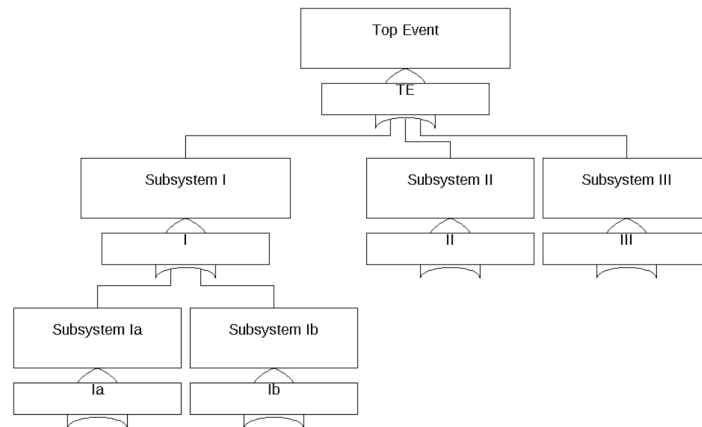 Top Event
TE
Subsystem I
Subsystem II
Subsystem III
I
II
III
Subsystem Ia
Subsystem Ib
Ia
Ib